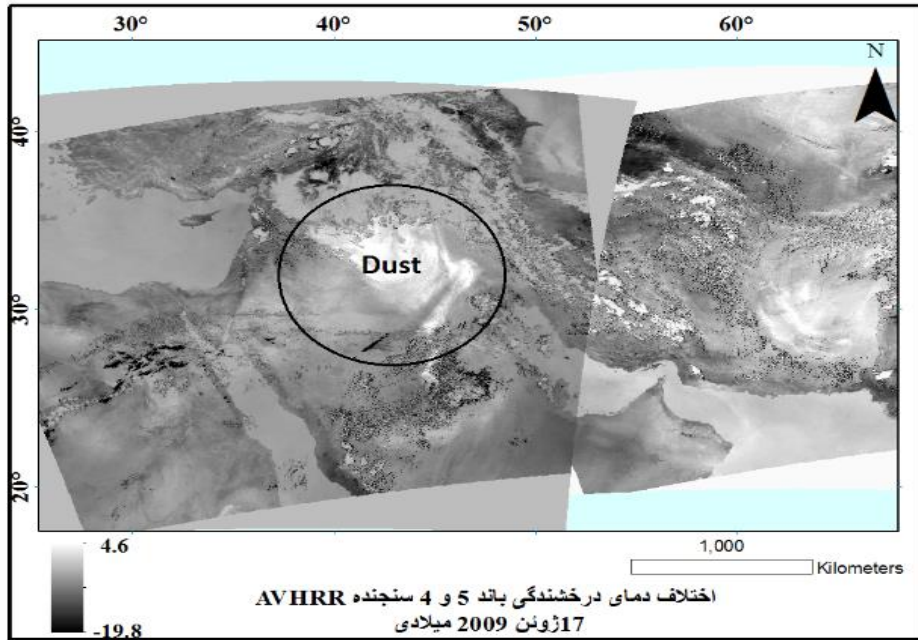 30° 40° 50° 60°
N
40°
Dust
30°
20°
4.6
-19.8
1,000
Kilometers
اختلاف دمای درخشندگی باند 5 و 4 سنجنده AVHRR
17ژوئن 2009 میلادی